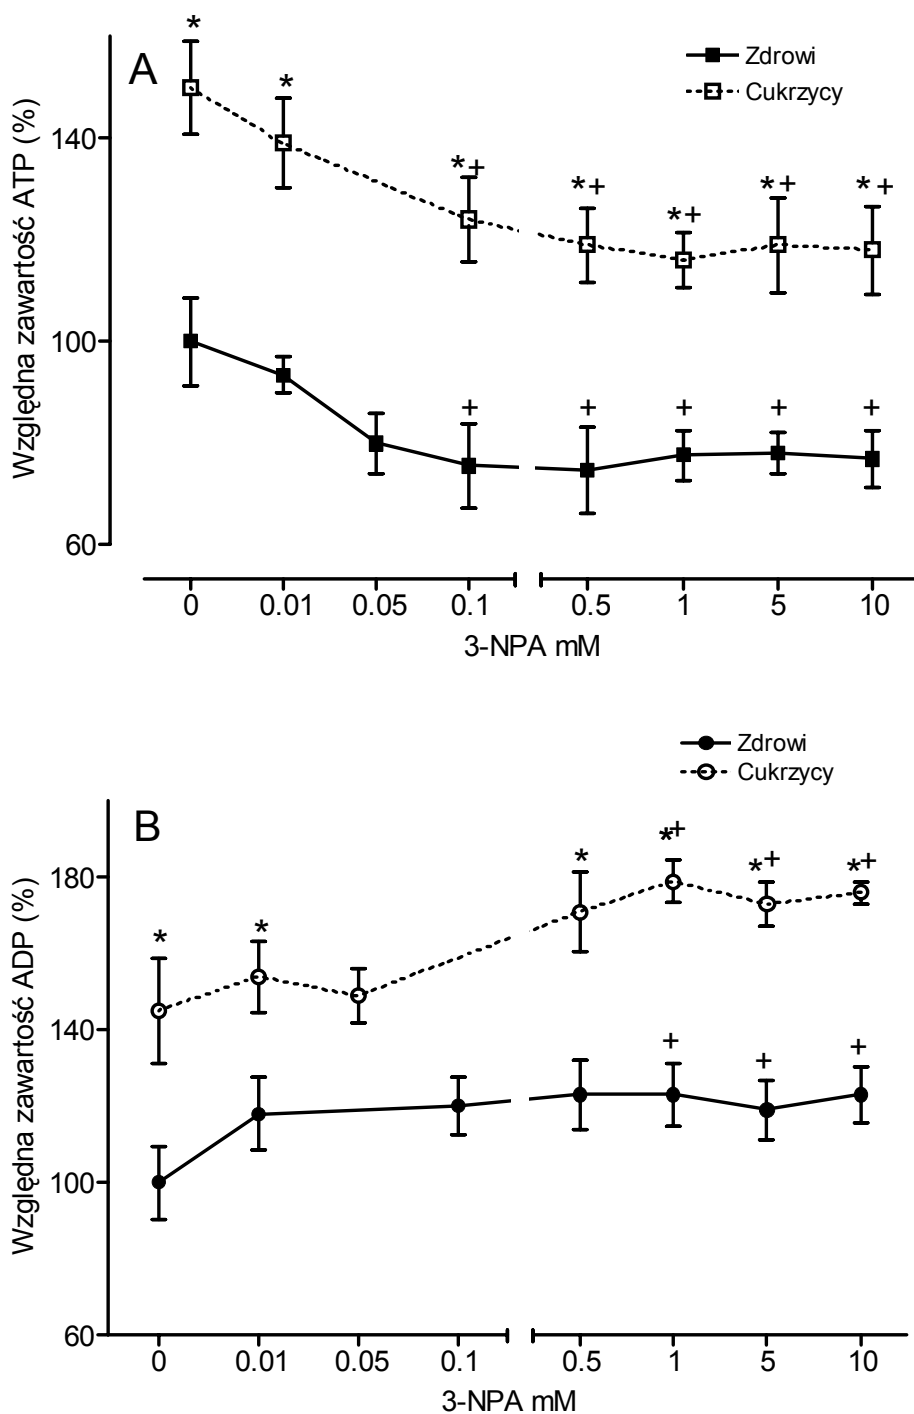 *
A
*
Zdrowi
Cukrzycy
140
*+
*+
*+
*+
*+
100
+
+
+
+
+
60
Względna zawartość ATP (%)
0 0.01 0.05 0.1 0.5 1 5 10
3-NPA mM
Zdrowi
Cukrzycy
B
180
*
*
*
*+
*+
*+
140
+
+
+
100
60
Względna zawartość ADP (%)
0 0.01 0.05 0.1 0.5 1 5 10
3-NPA mM